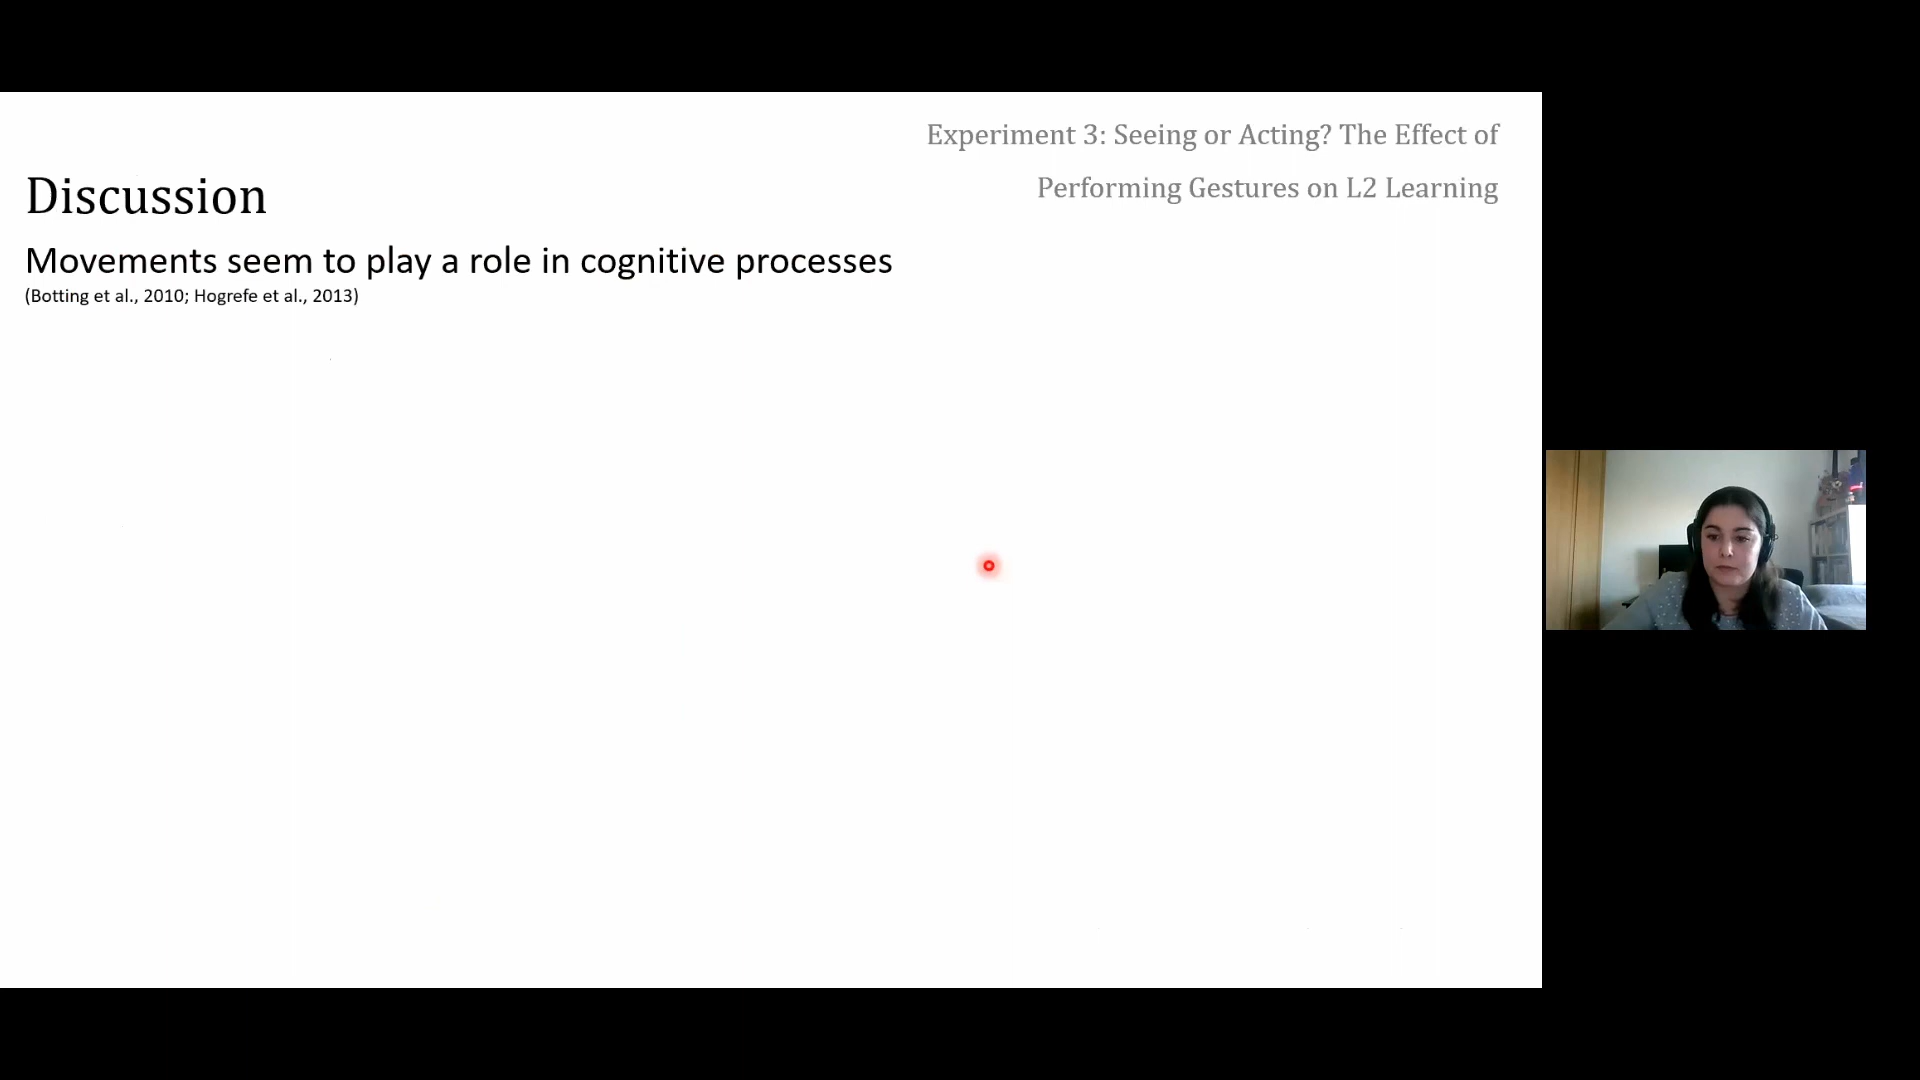 Experiment 3: Seeing or Acting? The Effect of
Performing Gestures on L2 Learning
Discussion
Movements seem to play a role in cognitive processes
(Botting et al., 2010; Hogrefe et al., 2013)